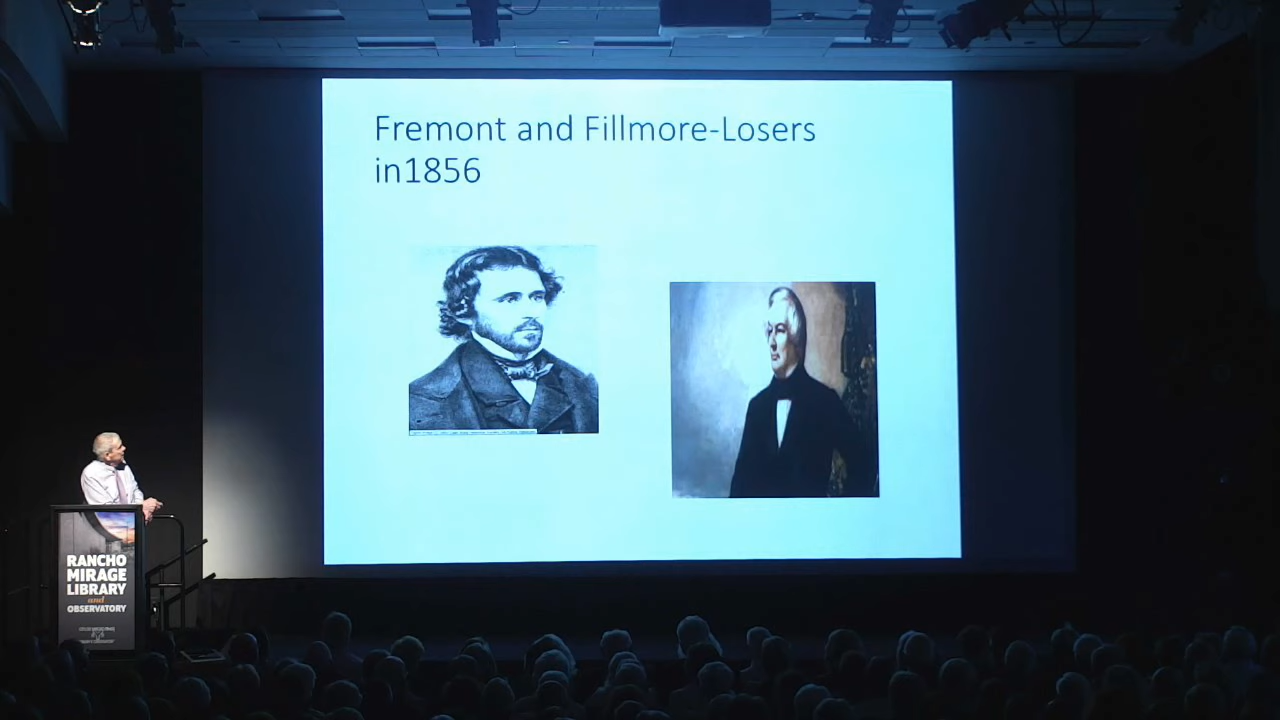 Fremont and Fillmore-Losers
in1856
RANCHO
MIRAGE
LIBRARY
and
OBSERVATORY